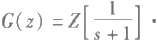 G(z) = Z[ 1/(s+1) ] ·